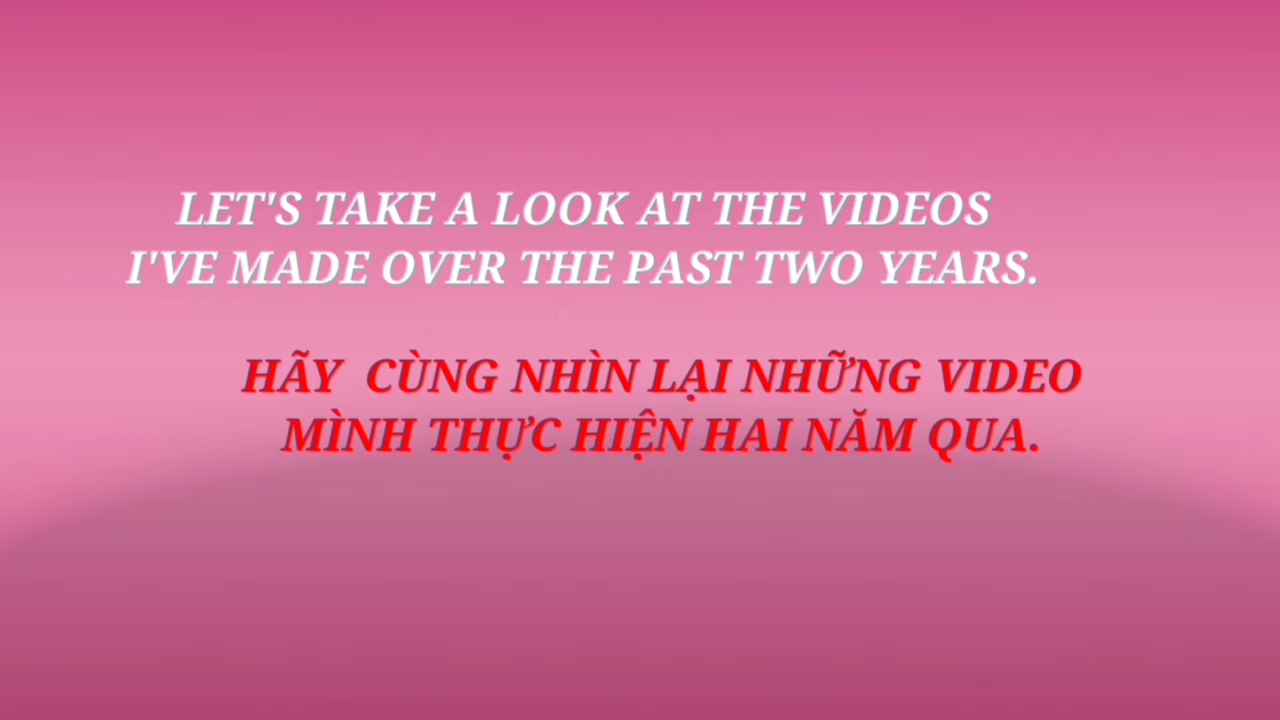 LET'S TAKE A LOOK AT THE VIDEOS
I'VE MADE OVER THE PAST TWO YEARS.
HÃY CÙNG NHÌN LẠI NHỮNG VIDEO
MÌNH THỰC HIỆN HAI NĂM QUA.